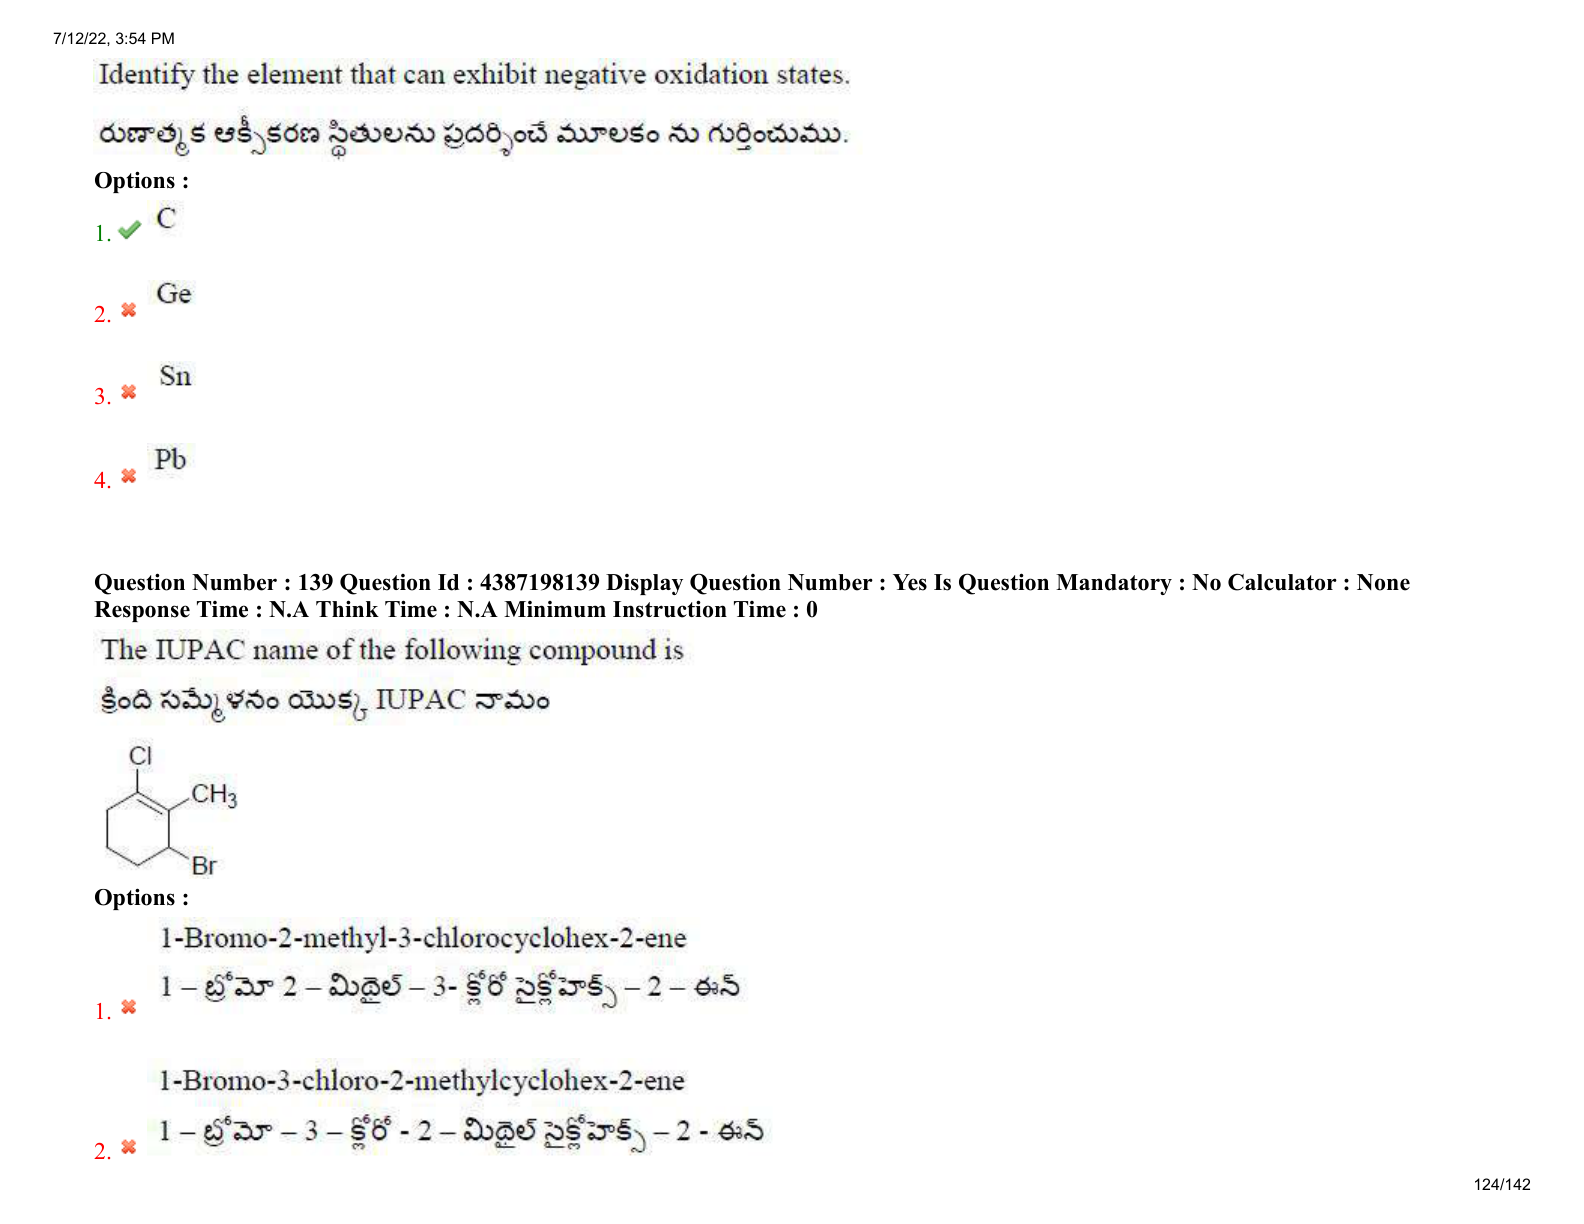 7/12/22, 3:54 PM
Identify the element that can exhibit negative oxidation states.
రుణాత్మక ఆక్సీకరణ స్థితులను ప్రదర్శించే మూలకం ను గుర్తించుము.
Options :
1. C
2. Ge
3. Sn
4. Pb
Question Number : 139 Question Id : 4387198139 Display Question Number : Yes Is Question Mandatory : No Calculator : None
Response Time : N.A Think Time : N.A Minimum Instruction Time : 0
The IUPAC name of the following compound is
క్రింది సమ్మేళనం యొక్క IUPAC నామం
Cl
CH3
Br
Options :
1-Bromo-2-methyl-3-chlorocyclohex-2-ene
1 – బ్రోమో 2 – మిథైల్ – 3- క్లోరో సైక్లోహెక్స్ – 2 – ఈన్
1.
1-Bromo-3-chloro-2-methylcyclohex-2-ene
1 – బ్రోమో – 3 – క్లోరో - 2 – మిథైల్ సైక్లోహెక్స్ – 2 - ఈన్
2.
124/142